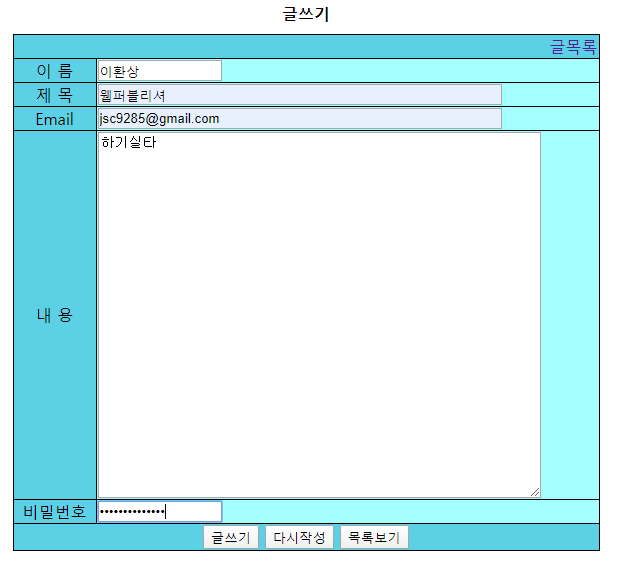 글쓰기
글목록
이 름 이환상
제 목 웹퍼블리셔
Email jsc9285@gmail.com
내 용 하기실타
비밀번호 ••••••••••••••
글쓰기 다시작성 목록보기